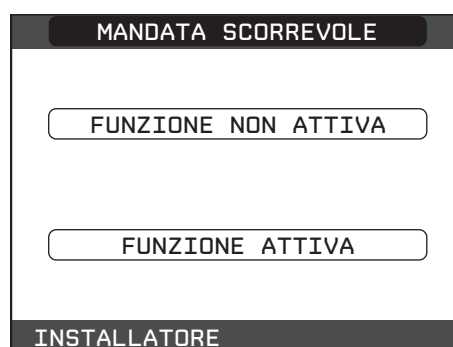 MANDATA SCORREVOLE
FUNZIONE NON ATTIVA
FUNZIONE ATTIVA
INSTALLATORE